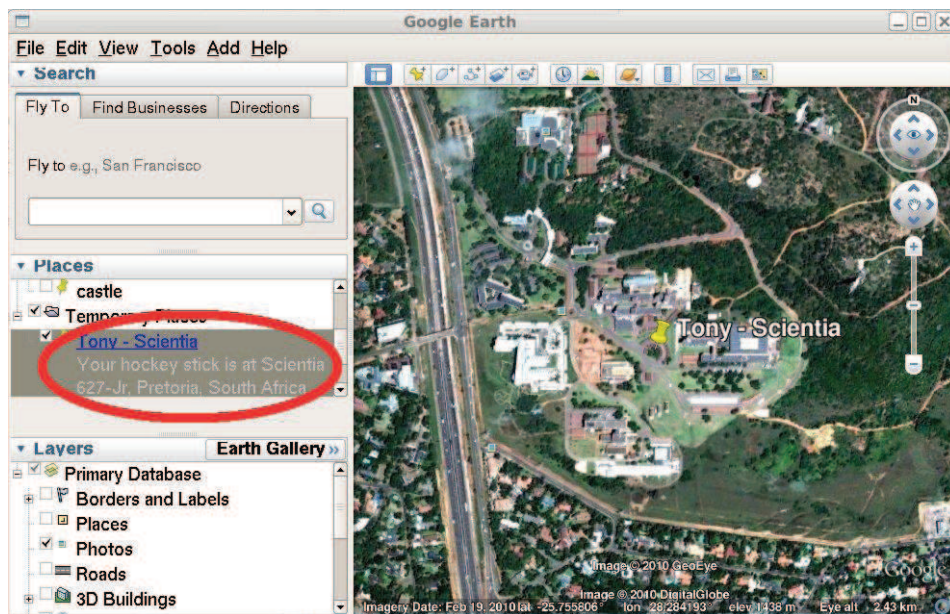 Google Earth
File Edit View Tools Add Help
Search
Fly To Find Businesses Directions
Fly to e.g., San Francisco
Places
castle
Temporary Places
Tony - Scientia
Your hockey stick is at Scientia
627-Jr, Pretoria, South Africa
Layers Earth Gallery »
Primary Database
Borders and Labels
Places
Photos
Roads
3D Buildings
N
Tony - Scientia
Image © 2010 GeoEye
Image © 2010 DigitalGlobe
Google
Imagery Date: Feb 19, 2010 lat -25.755806° lon 28.284193° elev 1438 m Eye alt 2.43 km